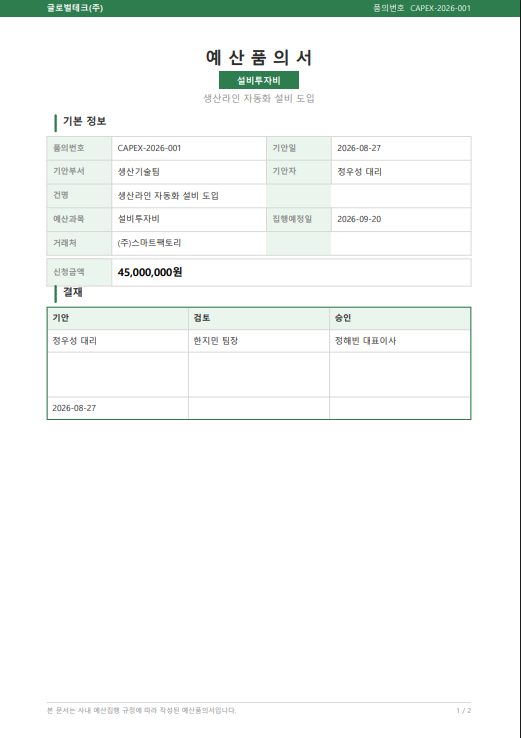 글로벌테크(주) 품의번호 CAPEX-2026-001
예 산 품 의 서
설비투자비
생산라인 자동화 설비 도입
기본 정보
품의번호 CAPEX-2026-001 기안일 2026-08-27
기안부서 생산기술팀 기안자 정우성 대리
건명 생산라인 자동화 설비 도입
예산과목 설비투자비 집행예정일 2026-09-20
거래처 (주)스마트팩토리
신청금액 45,000,000원
결재
기안 검토 승인
정우성 대리 한지민 팀장 정해빈 대표이사
2026-08-27
본 문서는 사내 예산집행 규정에 따라 작성된 예산품의서입니다. 1 / 2